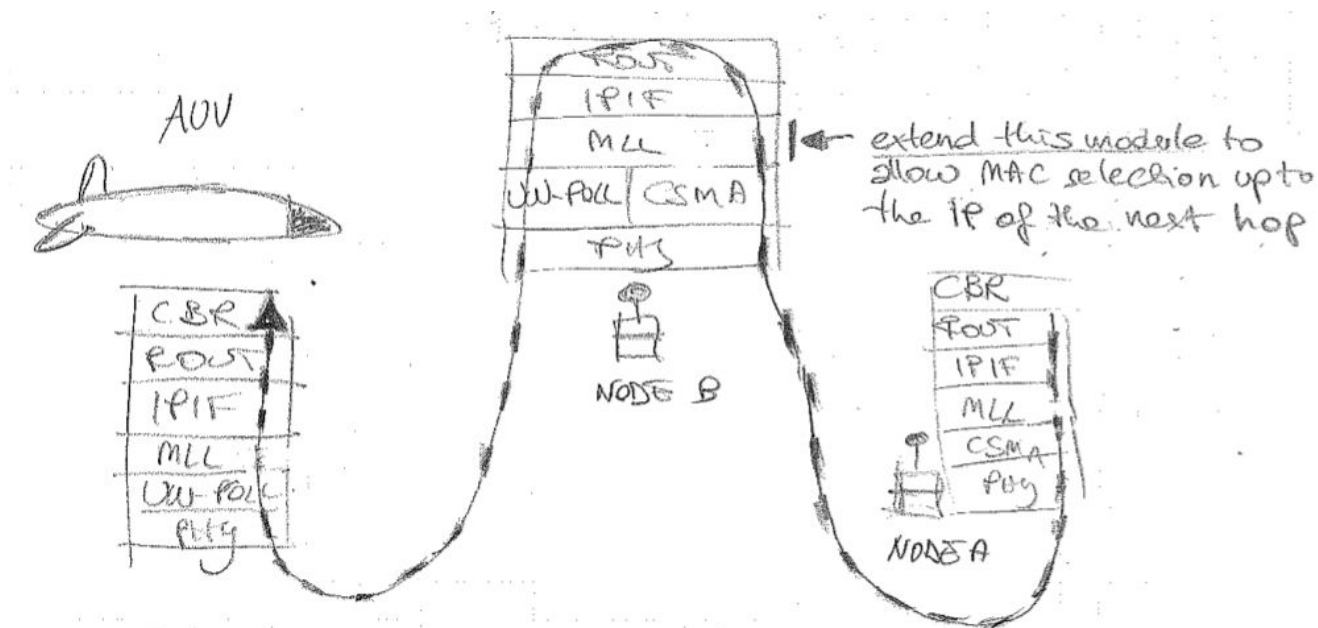 AUV
CBR
ROUT
IPIF
MLL
UW-POLL
PHY
ROUT
IPIF
MLL
UW-POLL CSMA
PHY
NODE B
extend this module to
allow MAC selection up to
the IP of the next hop
CBR
ROUT
IPIF
MLL
CSMA
PHY
NODE A